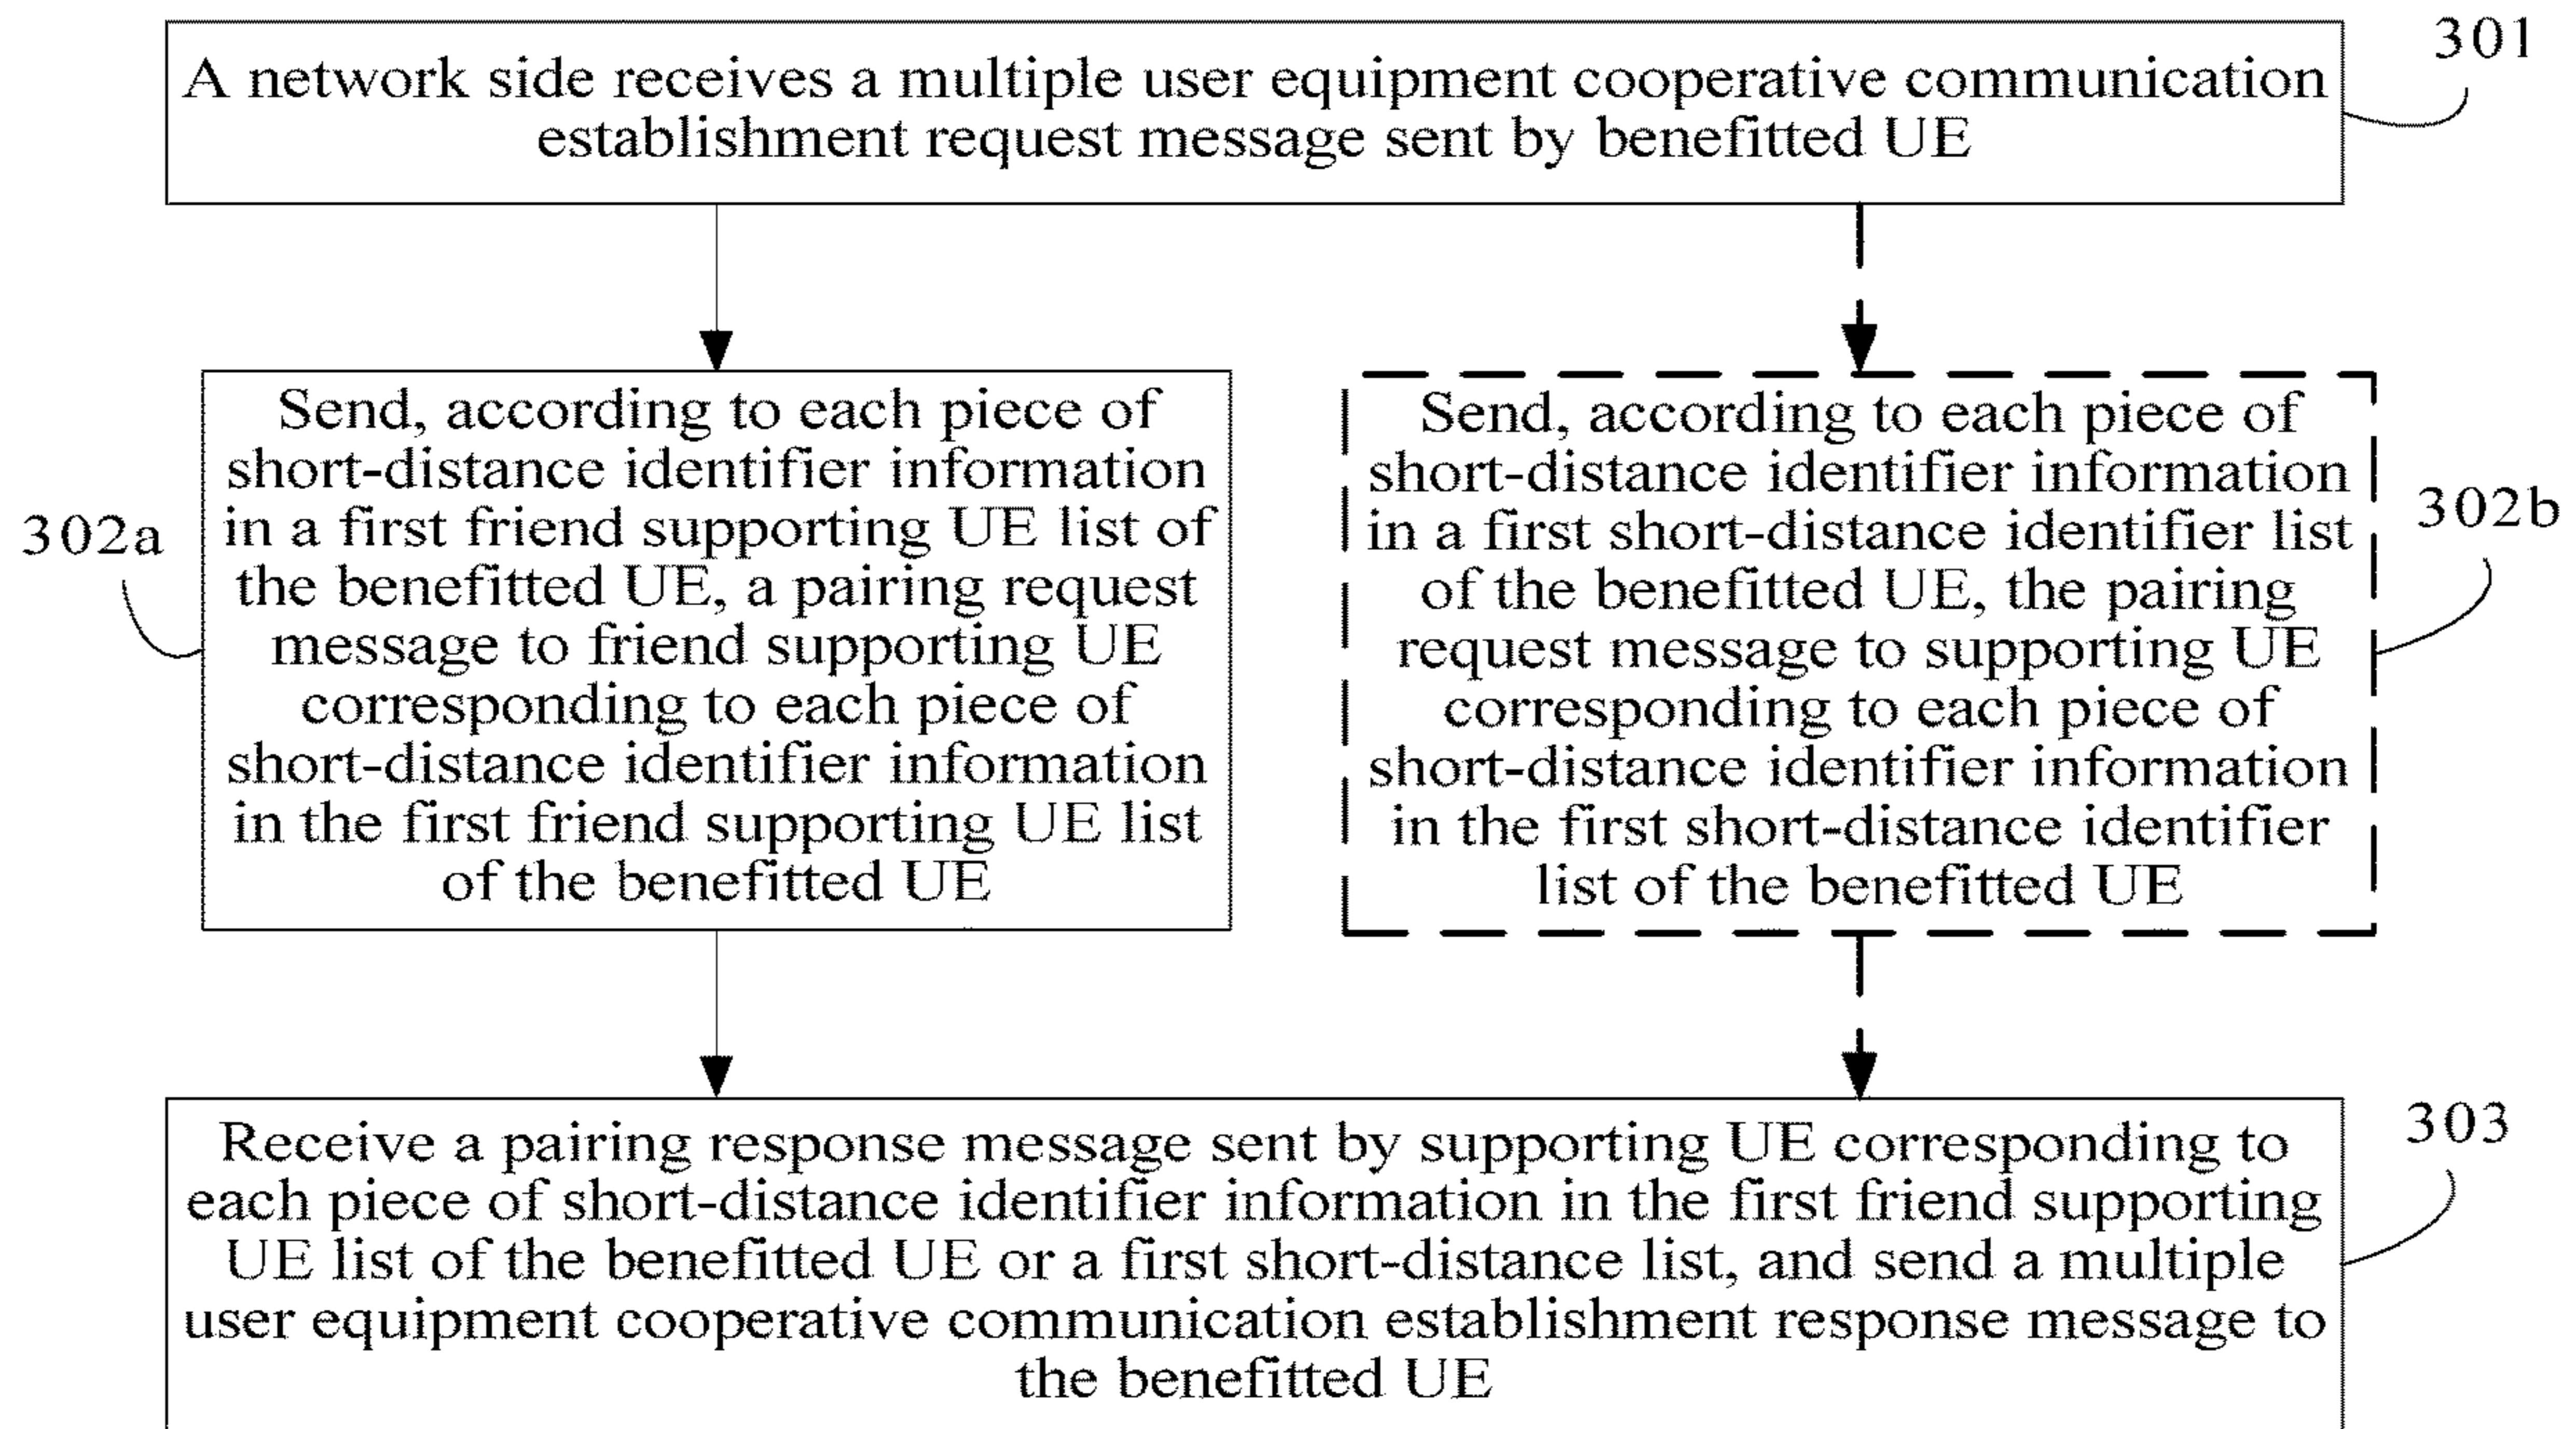 A network side receives a multiple user equipment cooperative communication
establishment request message sent by benefitted UE
301
Send, according to each piece of
short-distance identifier information
in a first friend supporting UE list of
the benefitted UE, a pairing request
message to friend supporting UE
corresponding to each piece of
short-distance identifier information
in the first friend supporting UE list
of the benefitted UE
302a
Send, according to each piece of
short-distance identifier information
in a first short-distance identifier list
of the benefitted UE, the pairing
request message to supporting UE
corresponding to each piece of
short-distance identifier information
in the first short-distance identifier
list of the benefitted UE
302b
Receive a pairing response message sent by supporting UE corresponding to
each piece of short-distance identifier information in the first friend supporting
UE list of the benefitted UE or a first short-distance list, and send a multiple
user equipment cooperative communication establishment response message to
the benefitted UE
303